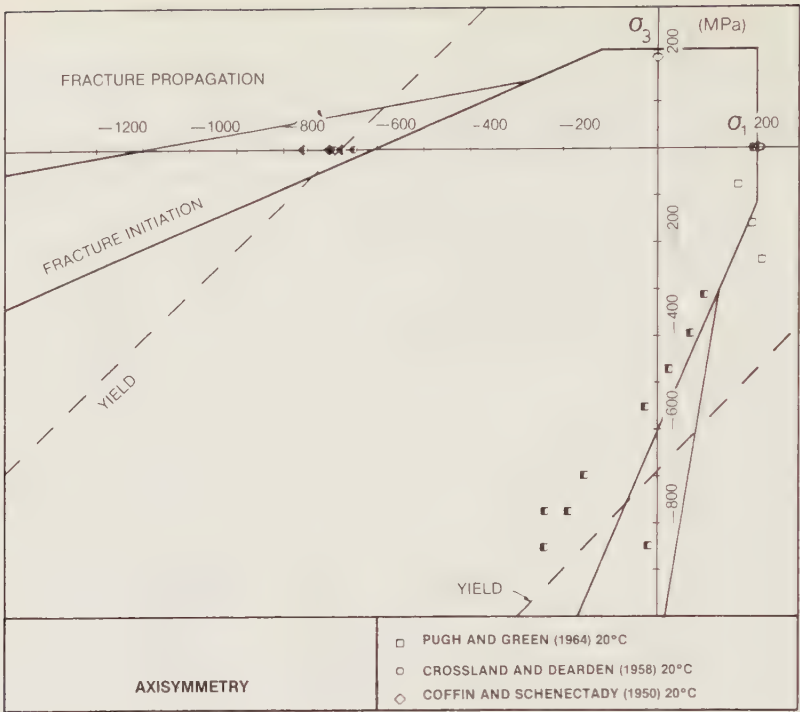 σ3 (MPa)
200
FRACTURE PROPAGATION
—1200 —1000 —800 —600 —400 —200 σ1 200
—200
FRACTURE INITIATION
—400
YIELD
—600
—800
YIELD
AXISYMMETRY
PUGH AND GREEN (1964) 20°C
CROSSLAND AND DEARDEN (1958) 20°C
COFFIN AND SCHENECTADY (1950) 20°C